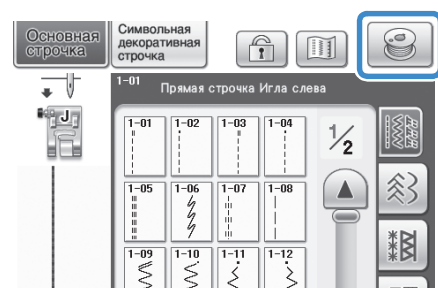 Основная
строчка
Символьная
декоративная
строчка
1-01
Прямая строчка Игла слева
J
1-01 1-02 1-03 1-04
1/2
1-05 1-06 1-07 1-08
1-09 1-10 1-11 1-12